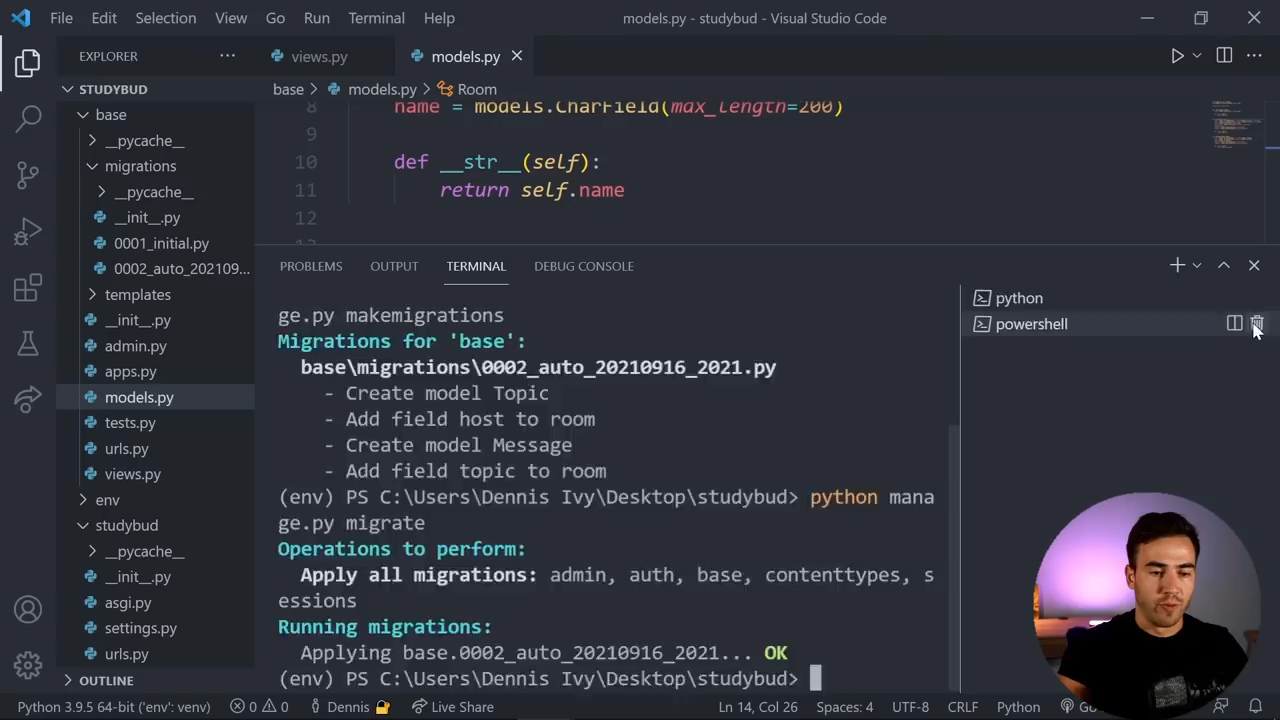 File Edit Selection View Go Run Terminal Help models.py - studybud - Visual Studio Code
EXPLORER
views.py models.py
STUDYBUD
base > models.py > Room
base
__pycache__
migrations
__pycache__
__init__.py
0001_initial.py
0002_auto_202109...
templates
__init__.py
admin.py
apps.py
models.py
tests.py
urls.py
views.py
env
studybud
__pycache__
__init__.py
asgi.py
settings.py
urls.py
OUTLINE
8 name = models.CharField(max_length=200)
9
10 def __str__(self):
11 return self.name
12
PROBLEMS OUTPUT TERMINAL DEBUG CONSOLE
python
powershell
ge.py makemigrations
Migrations for 'base':
base\migrations\0002_auto_20210916_2021.py
- Create model Topic
- Add field host to room
- Create model Message
- Add field topic to room
(env) PS C:\Users\Dennis Ivy\Desktop\studybud> python mana
ge.py migrate
Operations to perform:
Apply all migrations: admin, auth, base, contenttypes, s
essions
Running migrations:
Applying base.0002_auto_20210916_2021... OK
(env) PS C:\Users\Dennis Ivy\Desktop\studybud>
Python 3.9.5 64-bit ('env': venv) 0 0 Dennis Live Share Ln 14, Col 26 Spaces: 4 UTF-8 CRLF Python